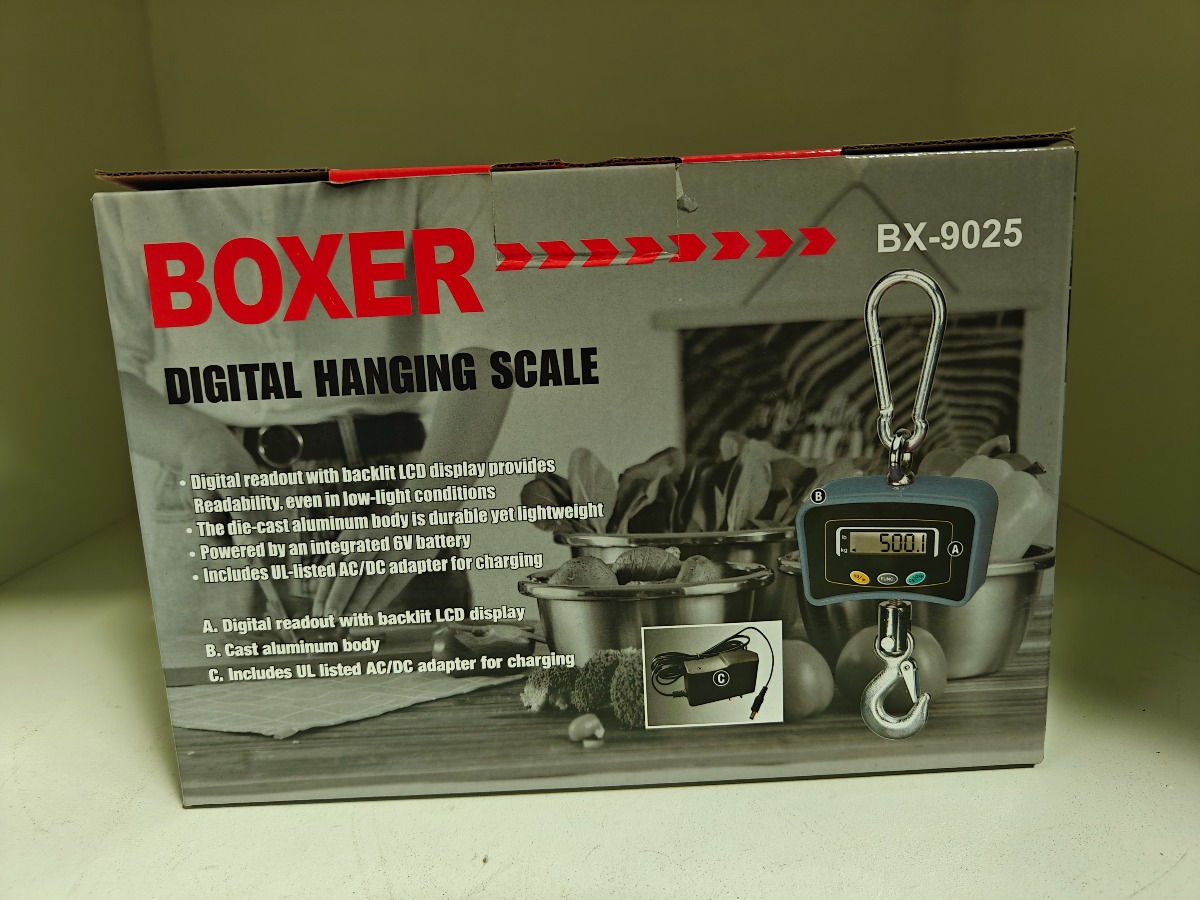 BOXER
BX-9025
DIGITAL HANGING SCALE
• Digital readout with backlit LCD display provides
Readability, even in low-light conditions
• The die-cast aluminum body is durable yet lightweight
• Powered by an integrated 6V battery
• Includes UL-listed AC/DC adapter for charging
A. Digital readout with backlit LCD display
B. Cast aluminum body
C. Includes UL listed AC/DC adapter for charging
B
lb
kg
500.1
A
FUNC
C